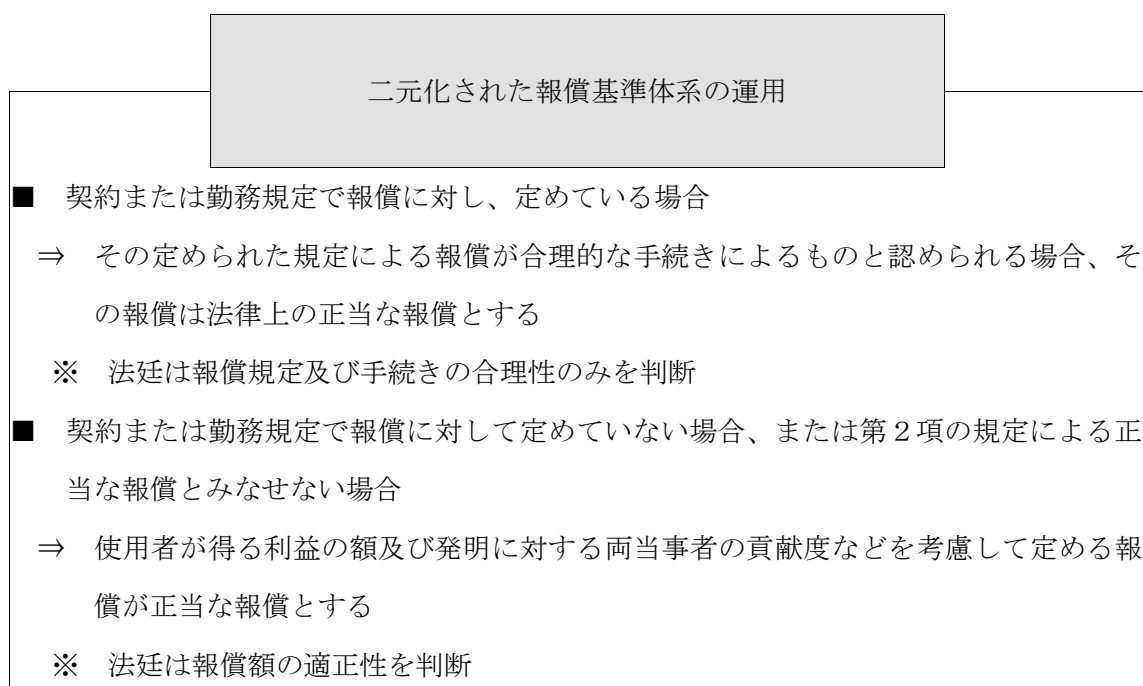 二元化された報償基準体系の運用
■　契約または勤務規定で報償に対し、定めている場合
⇒　その定められた規定による報償が合理的な手続きによるものと認められる場合、そ
の報償は法律上の正当な報償とする
※　法廷は報償規定及び手続きの合理性のみを判断
■　契約または勤務規定で報償に対して定めていない場合、または第２項の規定による正
当な報償とみなせない場合
⇒　使用者が得る利益の額及び発明に対する両当事者の貢献度などを考慮して定める報
償が正当な報償とする
※　法廷は報償額の適正性を判断